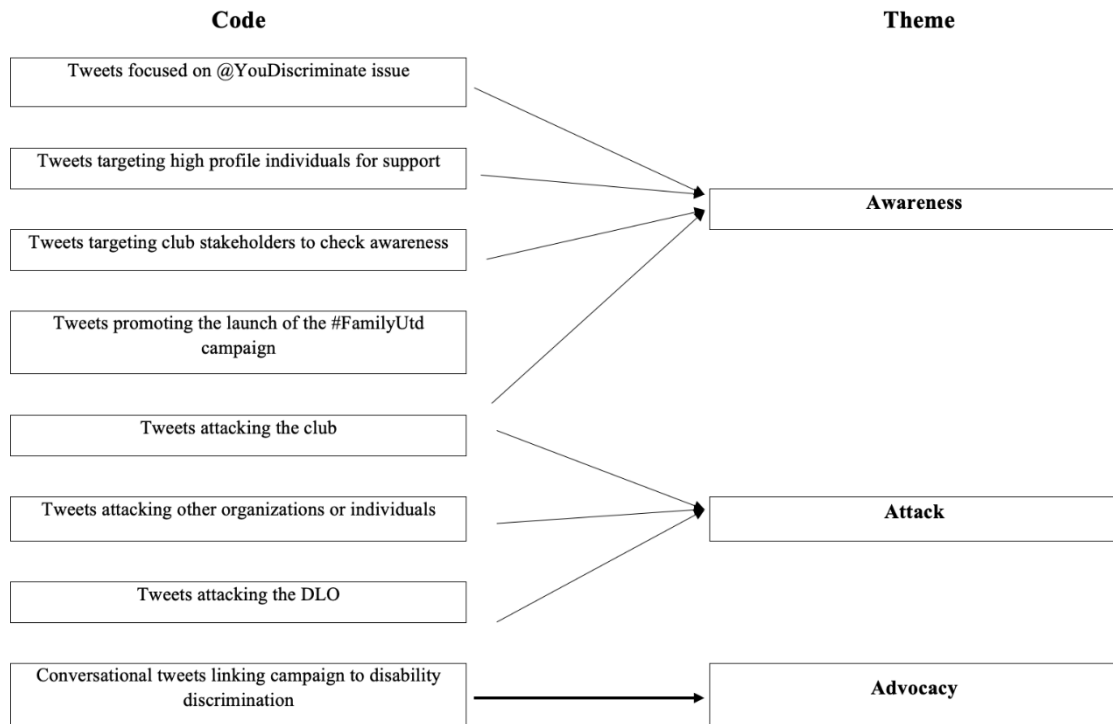 Code
Theme
Tweets focused on @YouDiscriminate issue
Tweets targeting high profile individuals for support
Awareness
Tweets targeting club stakeholders to check awareness
Tweets promoting the launch of the #FamilyUtd
campaign
Tweets attacking the club
Tweets attacking other organizations or individuals
Attack
Tweets attacking the DLO
Conversational tweets linking campaign to disability
discrimination
Advocacy